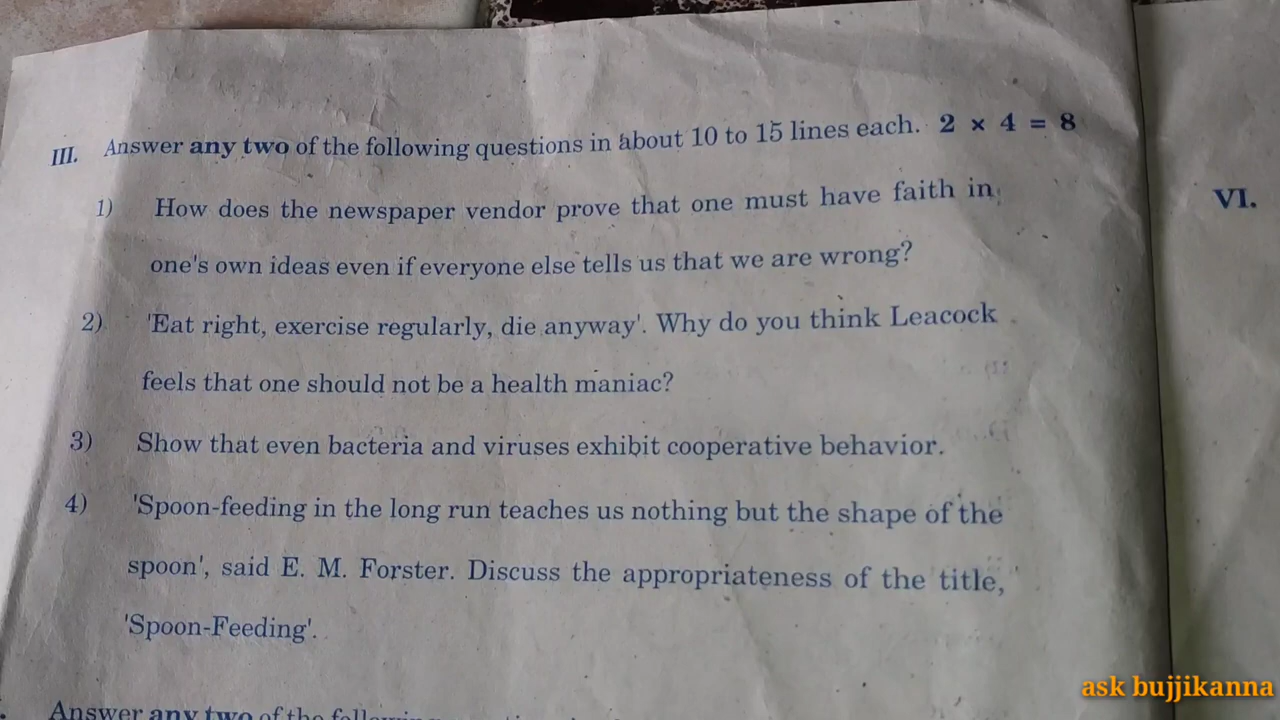 III. Answer any two of the following questions in about 10 to 15 lines each. 2 × 4 = 8
1) How does the newspaper vendor prove that one must have faith in
one's own ideas even if everyone else tells us that we are wrong?
2) 'Eat right, exercise regularly, die anyway'. Why do you think Leacock
feels that one should not be a health maniac?
3) Show that even bacteria and viruses exhibit cooperative behavior.
4) 'Spoon-feeding in the long run teaches us nothing but the shape of the
spoon', said E. M. Forster. Discuss the appropriateness of the title,
'Spoon-Feeding'.
Answer any two of the
VI.
ask bujjikanna